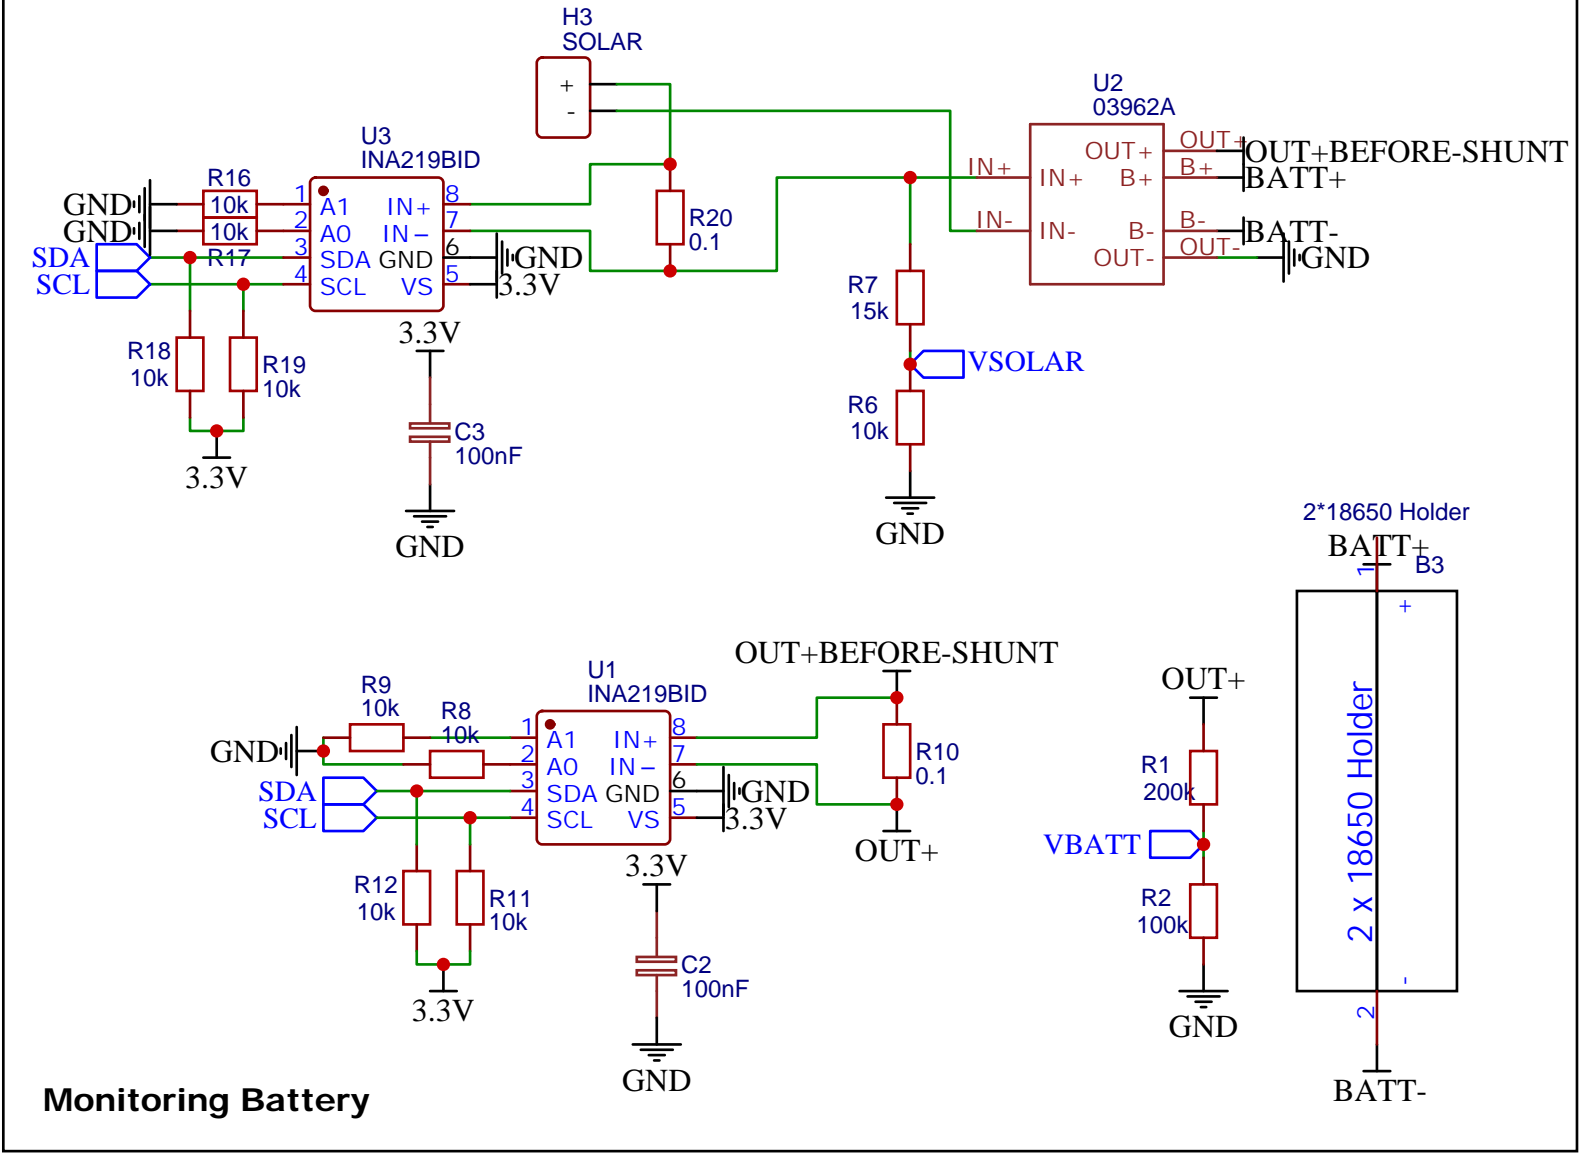 H3
SOLAR
+
-
U2
03962A
OUT+
OUT+BEFORE-SHUNT
B+
BATT+
B-
BATT-
OUT-
GND
IN+
IN-
IN+
IN-
OUT+
B+
B-
OUT-
U3
INA219BID
R16
10k
10k
R17
GND
GND
SDA
SCL
1
2
3
4
A1
A0
SDA
SCL
IN+
IN-
GND
VS
8
7
6
5
GND
3.3V
R20
0.1
R18
10k
R19
10k
3.3V
3.3V
C3
100nF
GND
R7
15k
VSOLAR
R6
10k
GND
2*18650 Holder
BATT+
B3
1
+
2 x 18650 Holder
-
2
BATT-
OUT+BEFORE-SHUNT
U1
INA219BID
R9
10k
R8
10k
GND
SDA
SCL
1
2
3
4
A1
A0
SDA
SCL
IN+
IN-
GND
VS
8
7
6
5
GND
3.3V
R10
0.1
OUT+
R12
10k
R11
10k
3.3V
3.3V
C2
100nF
GND
OUT+
R1
200k
VBATT
R2
100k
GND
Monitoring Battery